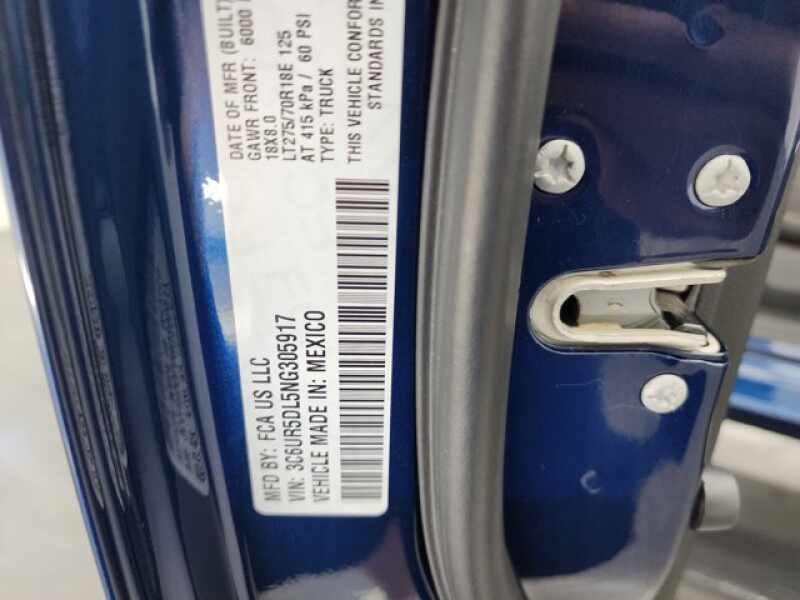 MFD BY: FCA US LLC
DATE OF MFR (BUILT)
GAWR FRONT: 6000
18X8.0
LT275/70R18E 125
AT 415 kPa / 60 PSI
TYPE: TRUCK
VIN: 3C6UR5DL5NG305917
VEHICLE MADE IN: MEXICO
THIS VEHICLE CONFOR
STANDARDS IN